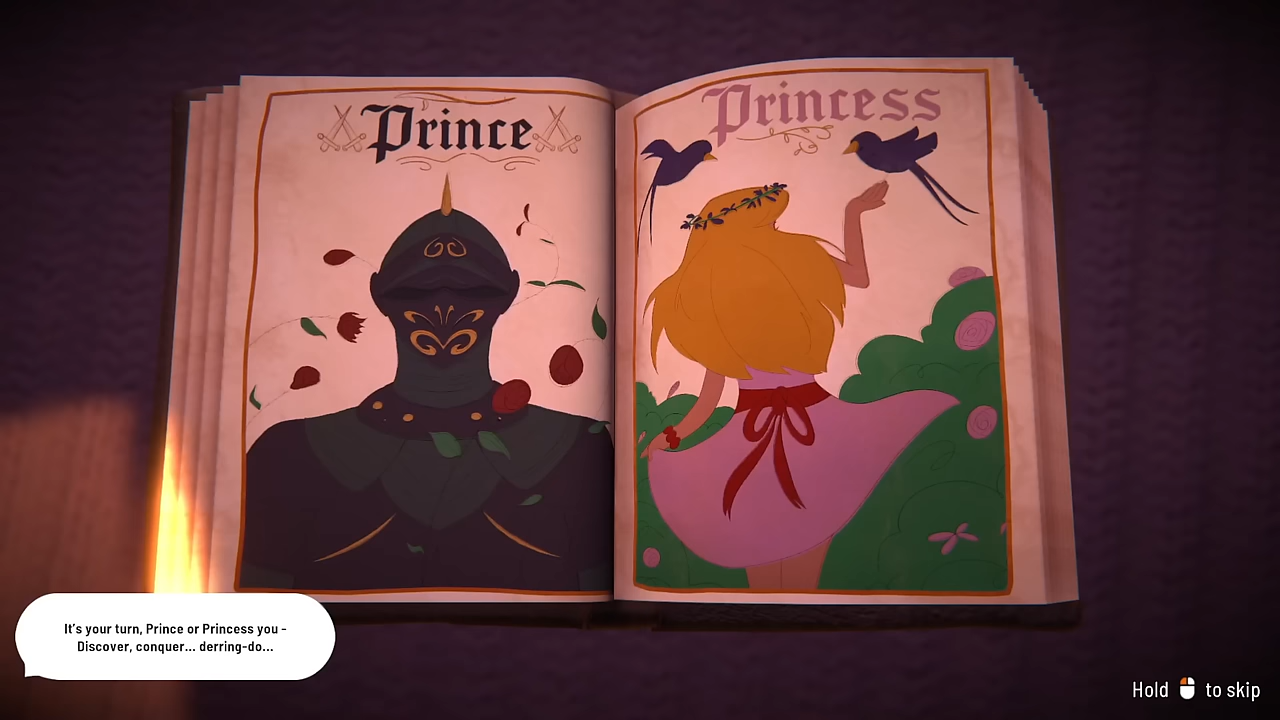 Prince
Princess
It's your turn, Prince or Princess you -
Discover, conquer... derring-do...
Hold to skip